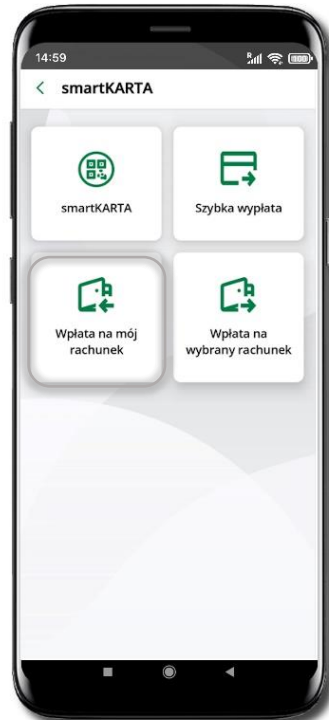 14:59
smartKARTA
smartKARTA
Szybka wypłata
Wpłata na mój
rachunek
Wpłata na
wybrany rachunek